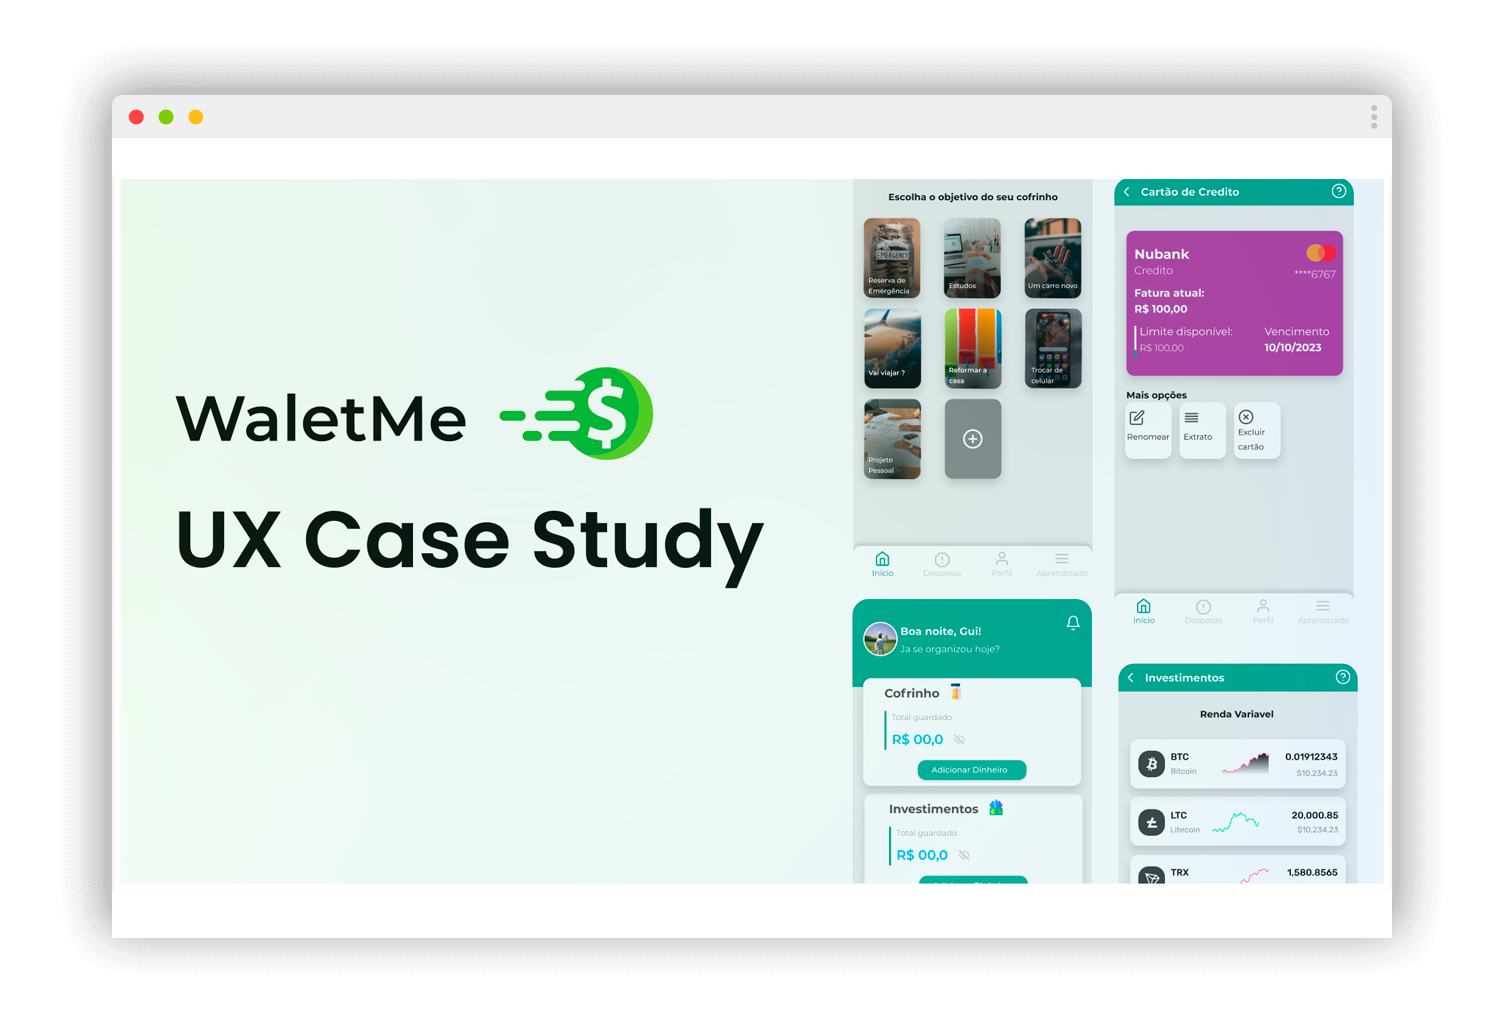 WaletMe
UX Case Study
Escolha o objetivo do seu cofrinho
EMERGENCY
Reserva de
Emergência
Estudos
Um carro novo
Vai viajar ?
Reformar a
casa
Trocar de
celular
Projeto
Pessoal
Início
Despesas
Perfil
Aprendizado
Boa noite, Gui!
Ja se organizou hoje?
Cofrinho
Total guardado
R$ 00,0
Adicionar Dinheiro
Investimentos
Total guardado
R$ 00,0
Cartão de Credito
Nubank
Credito
****6767
Fatura atual:
R$ 100,00
Limite disponível:
R$ 100,00
Vencimento
10/10/2023
Mais opções
Renomear
Extrato
Excluir
cartão
Início
Despesas
Perfil
Aprendizado
Investimentos
Renda Variavel
BTC
Bitcoin
0.01912343
$10,234.23
LTC
Litecoin
20,000.85
$10,234.23
TRX
1,580.8565